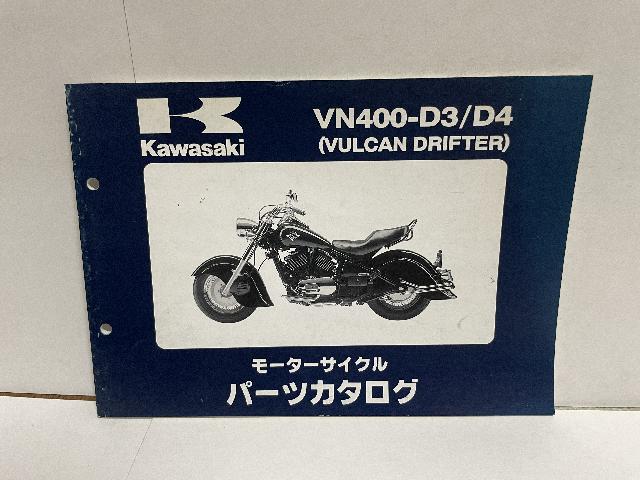 Kawasaki
VN400-D3/D4
(VULCAN DRIFTER)
モーターサイクル
パーツカタログ